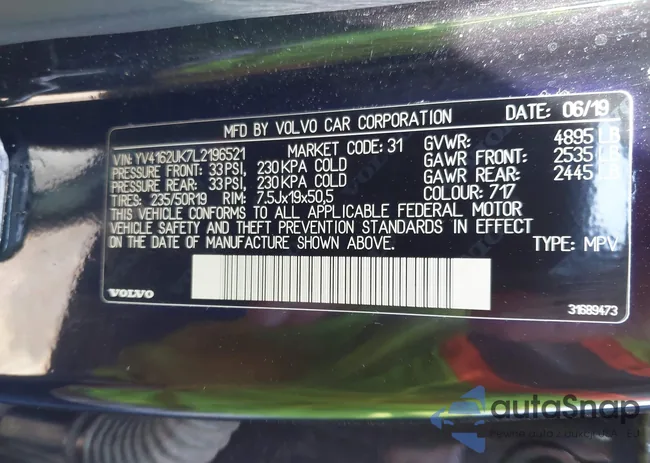 MFD BY VOLVO CAR CORPORATION DATE: 06/19
VIN: YV4162UK7L2196521 MARKET CODE: 31 GVWR: 4895 LB
PRESSURE FRONT: 33 PSI, 230 KPA COLD GAWR FRONT: 2535 LB
PRESSURE REAR: 33 PSI, 230 KPA COLD GAWR REAR: 2445 LB
TIRES: 235/50R19 RIM: 7.5Jx19x50,5 COLOUR: 717
THIS VEHICLE CONFORMS TO ALL APPLICABLE FEDERAL MOTOR
VEHICLE SAFETY AND THEFT PREVENTION STANDARDS IN EFFECT
ON THE DATE OF MANUFACTURE SHOWN ABOVE. TYPE: MPV
VOLVO 31689473
autoSnap